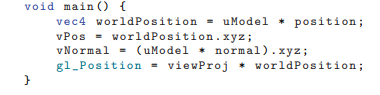 void main() {
    vec4 worldPosition = uModel * position;
    vPos = worldPosition.xyz;
    vNormal = (uModel * normal).xyz;
    gl_Position = viewProj * worldPosition;
}